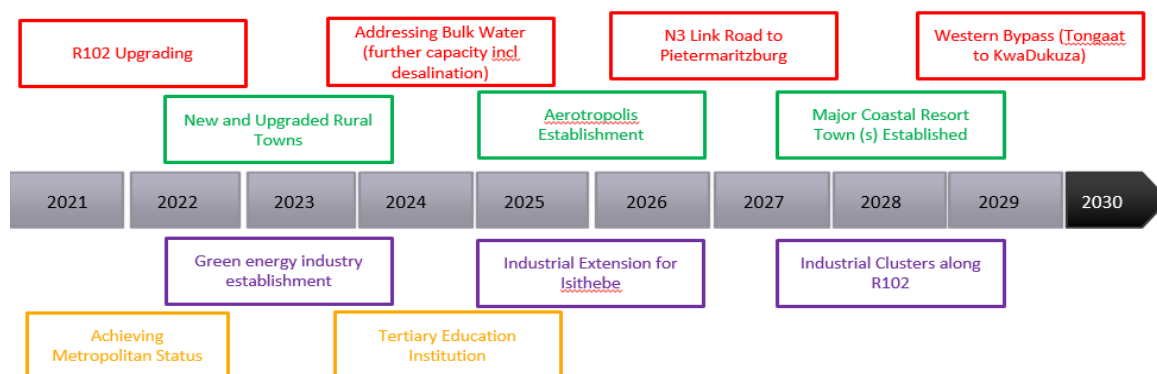 R102 Upgrading
Addressing Bulk Water
(further capacity incl
desalination)
N3 Link Road to
Pietermaritzburg
Western Bypass (Tongaat
to KwaDukuza)
New and Upgraded Rural
Towns
Aerotropolis
Establishment
Major Coastal Resort
Town (s) Established
2021 2022 2023 2024 2025 2026 2027 2028 2029 2030
Green energy industry
establishment
Industrial Extension for
Isithebe
Industrial Clusters along
R102
Achieving
Metropolitan Status
Tertiary Education
Institution